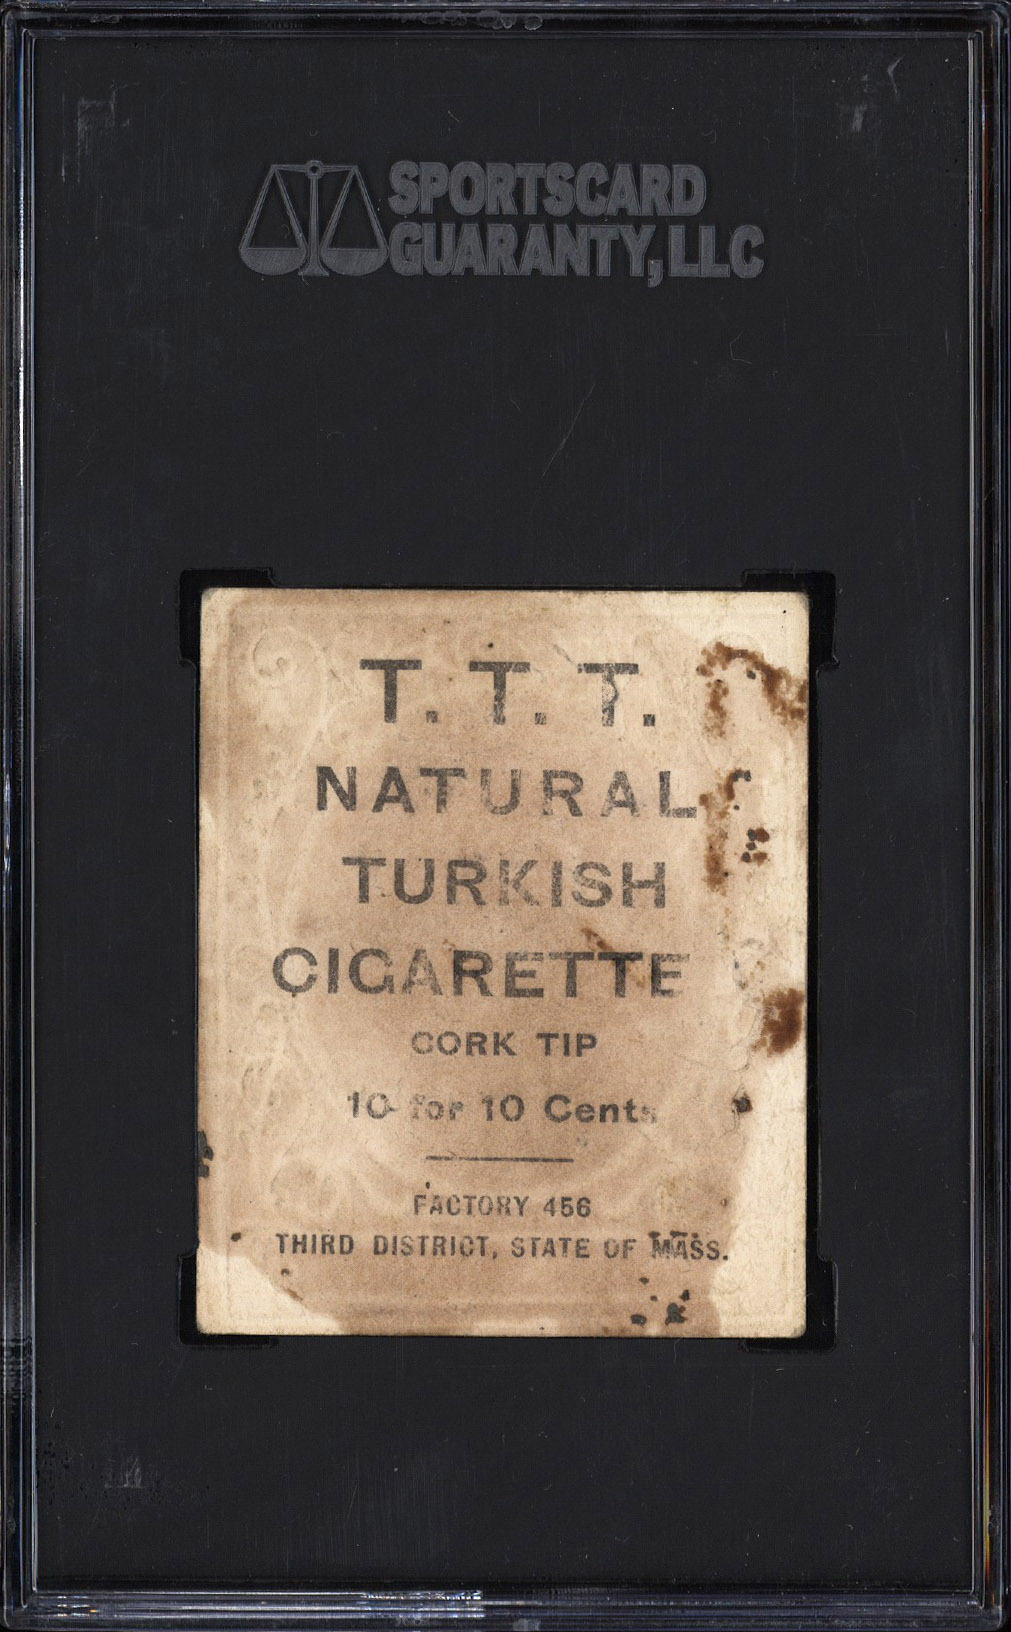 SPORTSCARD
GUARANTY, LLC
T. T. T.
NATURAL
TURKISH
CIGARETTE
CORK TIP
10 for 10 Cents
FACTORY 456
THIRD DISTRICT, STATE OF MASS.